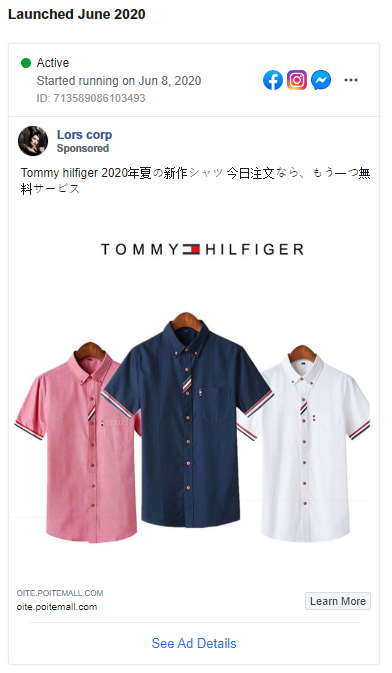 Launched June 2020
Active
Started running on Jun 8, 2020
ID: 713589086103493
Lors corp
Sponsored
Tommy hilfiger 2020年夏の新作シャツ 今日注文なら、もう一つ無
料サービス
TOMMY HILFIGER
OITE.POITEMALL.COM
oite.poitemall.com
Learn More
See Ad Details